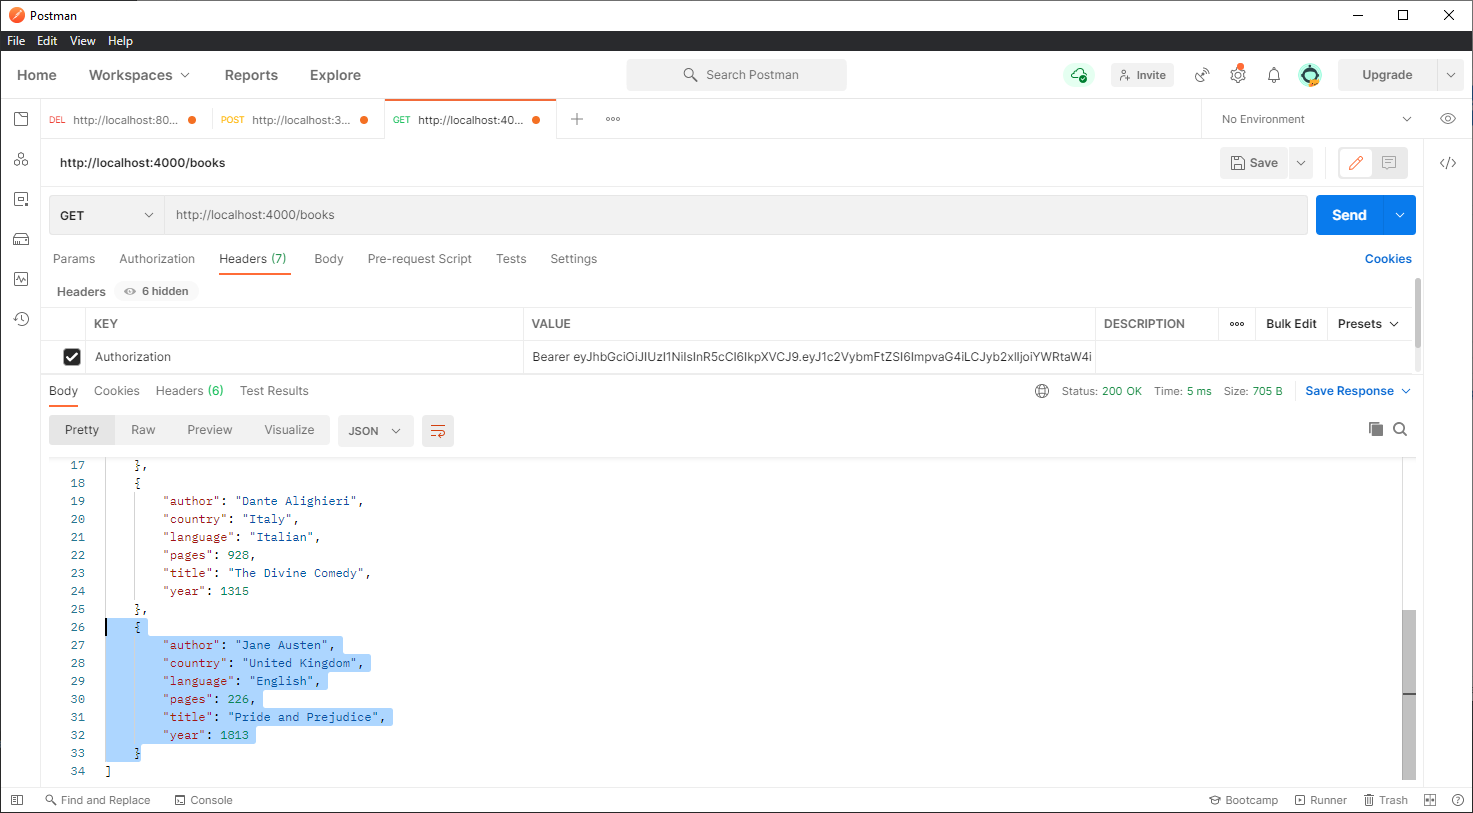 Postman
File Edit View Help
Home Workspaces Reports Explore Search Postman Invite Upgrade
DEL http://localhost:80... POST http://localhost:3... GET http://localhost:40... No Environment
http://localhost:4000/books Save
GET http://localhost:4000/books Send
Params Authorization Headers (7) Body Pre-request Script Tests Settings Cookies
Headers 6 hidden
KEY VALUE DESCRIPTION Bulk Edit Presets
Authorization Bearer eyJhbGciOiJIUzI1NiIsInR5cCI6IkpXVCJ9.eyJ1c2VybmFtZSI6ImpvaG4iLCJyb2xlIjoiYWRtaW4i
Body Cookies Headers (6) Test Results Status: 200 OK Time: 5 ms Size: 705 B Save Response
Pretty Raw Preview Visualize JSON
17 },
18 {
19 "author": "Dante Alighieri",
20 "country": "Italy",
21 "language": "Italian",
22 "pages": 928,
23 "title": "The Divine Comedy",
24 "year": 1315
25 },
26 {
27 "author": "Jane Austen",
28 "country": "United Kingdom",
29 "language": "English",
30 "pages": 226,
31 "title": "Pride and Prejudice",
32 "year": 1813
33 }
34 ]
Find and Replace Console Bootcamp Runner Trash